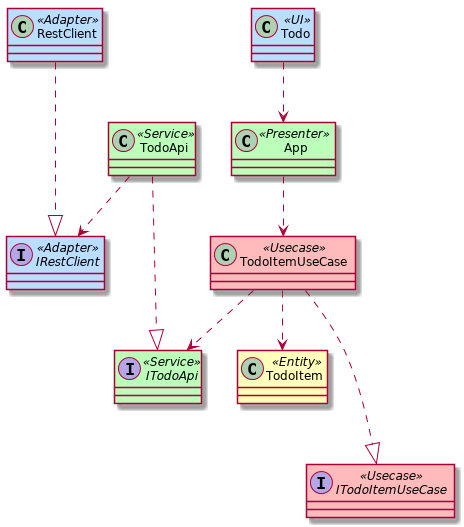 C «Adapter»
RestClient
C «UI»
Todo
C «Service»
TodoApi
C «Presenter»
App
I «Adapter»
IRestClient
C «Usecase»
TodoItemUseCase
I «Service»
ITodoApi
C «Entity»
TodoItem
I «Usecase»
ITodoItemUseCase